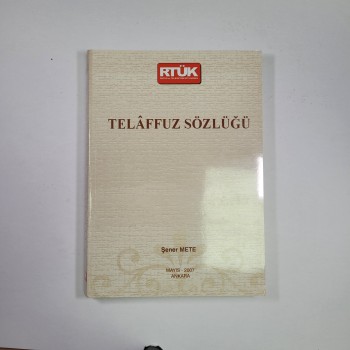 RTÜK
TELÂFFUZ SÖZLÜĞÜ
Şener METE
MAYIS - 2007
ANKARA